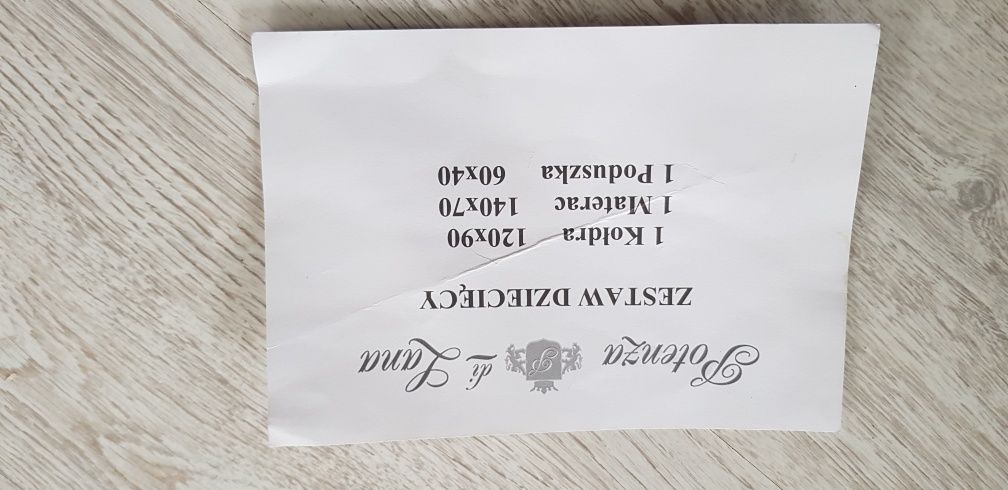 Potenza di Lana
ZESTAW DZIECIĘCY
1 Kołdra 120x90
1 Materac 140x70
1 Poduszka 60x40